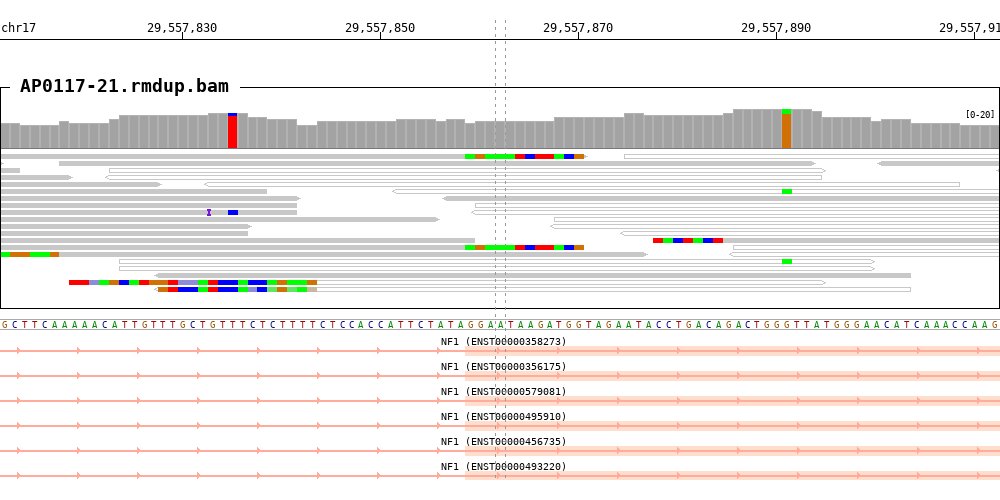 chr17 29,557,830 29,557,850 29,557,870 29,557,890 29,557,91
AP0117-21.rmdup.bam
[0-20]
I
GCTTCAAAAACATTGTTTGCTGTTTCTCTTTTCTCCACCATTCTATAGGAATAAGATGGTAGAATACCTGACAGACTGGGTTATGGGAACATCAAACCAAG
NF1 (ENST00000358273)
NF1 (ENST00000356175)
NF1 (ENST00000579081)
NF1 (ENST00000495910)
NF1 (ENST00000456735)
NF1 (ENST00000493220)